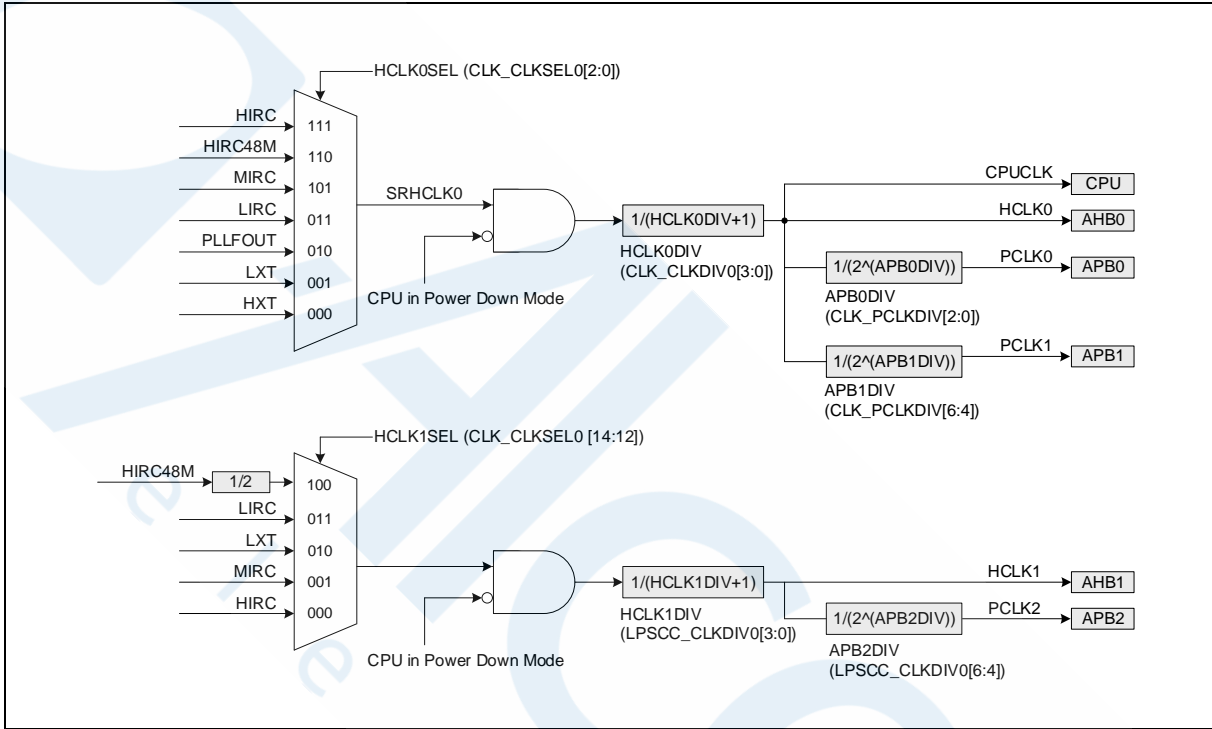 HCLK0SEL (CLK_CLKSEL0[2:0])
HIRC 111
HIRC48M 110
MIRC 101
LIRC 011
PLLFOUT 010
LXT 001
HXT 000
SRHCLK0
CPU in Power Down Mode
1/(HCLK0DIV+1)
HCLK0DIV
(CLK_CLKDIV0[3:0])
CPUCLK CPU
HCLK0 AHB0
1/(2^(APB0DIV)) PCLK0 APB0
APB0DIV
(CLK_PCLKDIV[2:0])
1/(2^(APB1DIV)) PCLK1 APB1
APB1DIV
(CLK_PCLKDIV[6:4])
HCLK1SEL (CLK_CLKSEL0 [14:12])
HIRC48M 1/2 100
LIRC 011
LXT 010
MIRC 001
HIRC 000
CPU in Power Down Mode
1/(HCLK1DIV+1)
HCLK1DIV
(LPSCC_CLKDIV0[3:0])
HCLK1 AHB1
1/(2^(APB2DIV)) PCLK2 APB2
APB2DIV
(LPSCC_CLKDIV0[6:4])